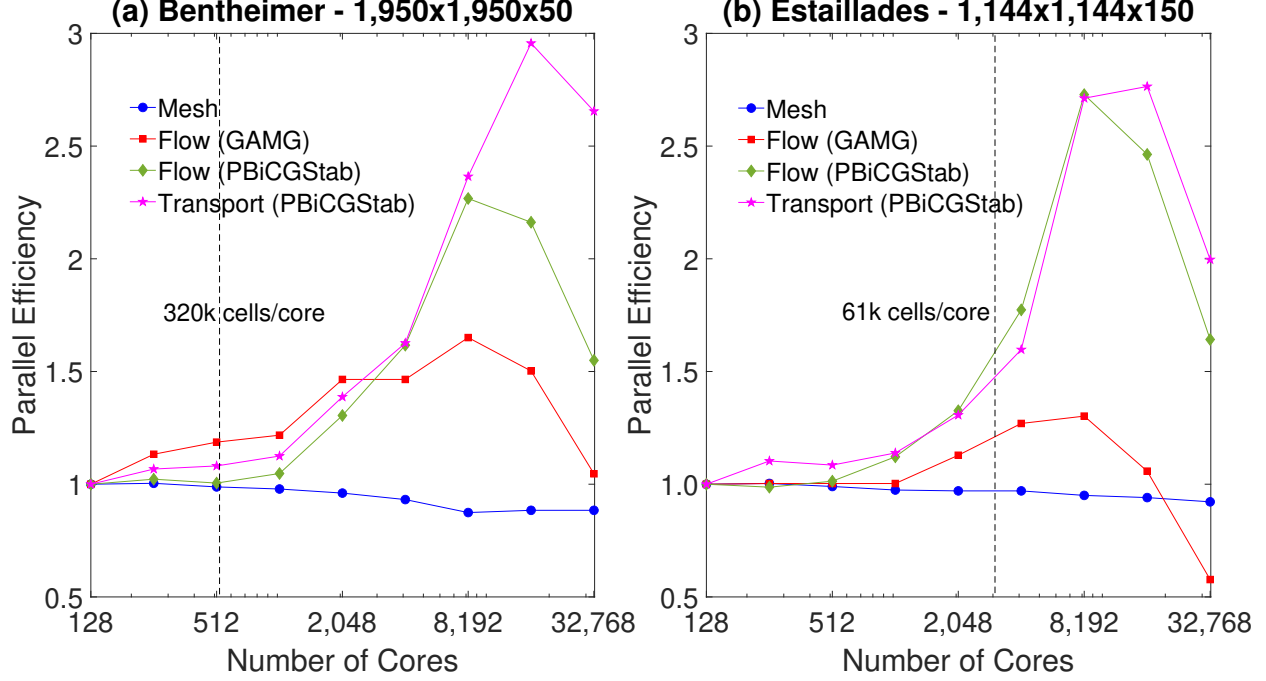 (a) Bentheimer - 1,950x1,950x50
3
2.5
2
1.5
1.0
0.5
Parallel Efficiency
Mesh
Flow (GAMG)
Flow (PBiCGStab)
Transport (PBiCGStab)
320k cells/core
128
512
2,048
8,192
32,768
Number of Cores
(b) Estaillades - 1,144x1,144x150
3
2.5
2
1.5
1.0
0.5
Parallel Efficiency
Mesh
Flow (GAMG)
Flow (PBiCGStab)
Transport (PBiCGStab)
61k cells/core
128
512
2,048
8,192
32,768
Number of Cores